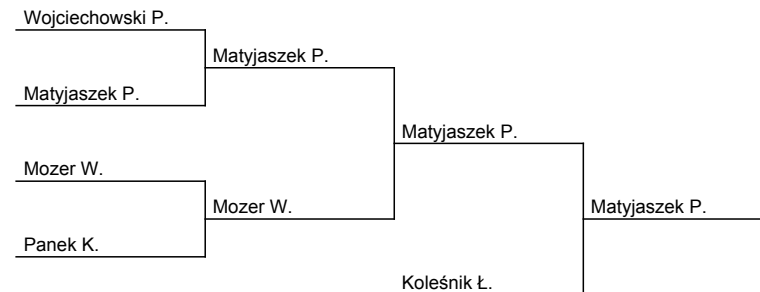 Wojciechowski P.
Matyjaszek P.
Matyjaszek P.
Matyjaszek P.
Mozer W.
Mozer W.
Matyjaszek P.
Panek K.
Koleśnik Ł.